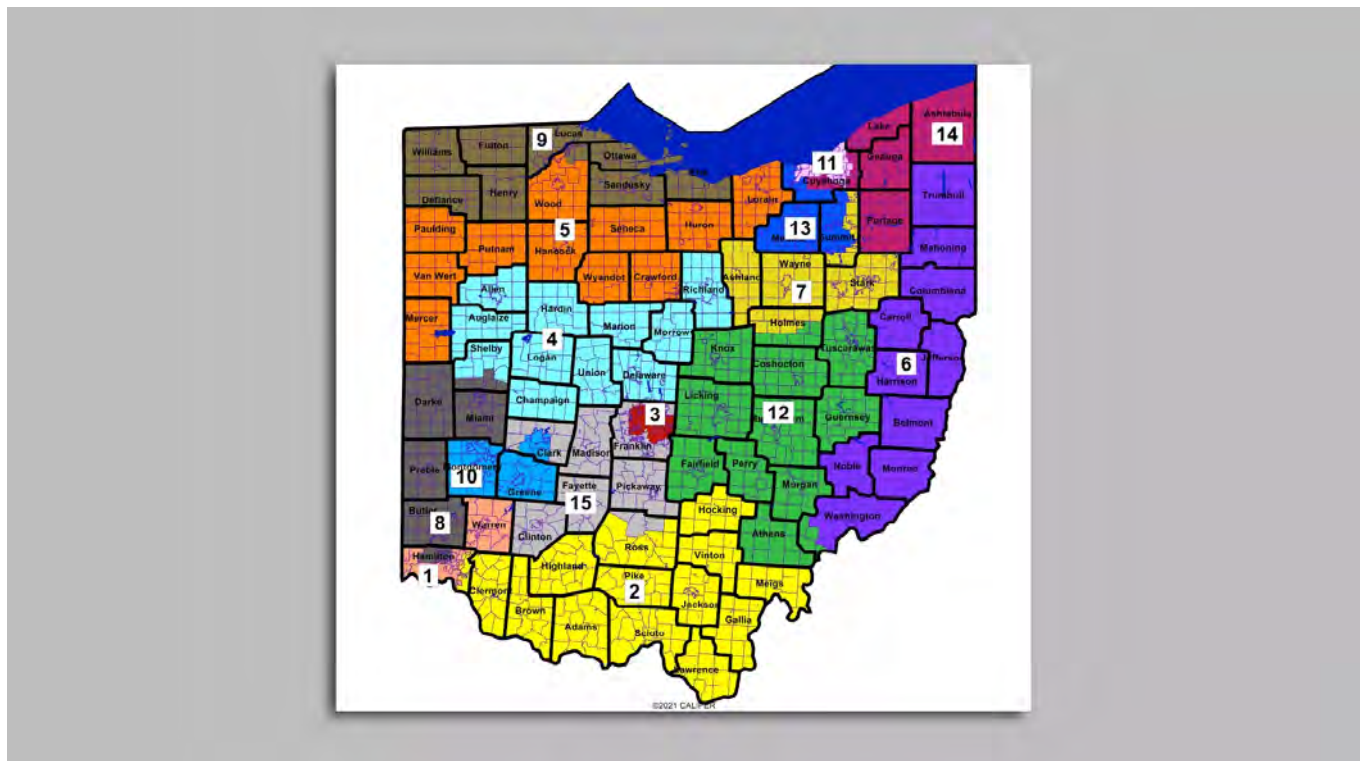 Ashtabula
14
Lake
Lucas
9
Fulton
Williams
Ottawa
11
Geauga
Cuyahoga
Sandusky
Henry
Defiance
Trumbull
Wood
Lorain
Portage
Huron
Paulding
5
Seneca
13
Summit
Mahoning
Putnam
Hancock
Wayne
Van Wert
Wyandot
Crawford
Ashland
Stark
Richland
Allen
7
Columbiana
Hardin
Mercer
Auglaize
Marion
Morrow
Holmes
Carroll
4
Shelby
Knox
Tuscarawas
Logan
Coshocton
6
Jefferson
Union
Delaware
Harrison
Darke
Champaign
Licking
Miami
3
12
Guernsey
Belmont
Franklin
Clark
Madison
Preble
Montgomery
10
Fairfield
Perry
Noble
Monroe
Greene
Fayette
Pickaway
Morgan
15
Butler
8
Warren
Hocking
Washington
Clinton
Athens
Ross
Hamilton
1
Vinton
Highland
Pike
2
Meigs
Clermont
Jackson
Brown
Gallia
Adams
Scioto
Lawrence
©2021 CALIPER